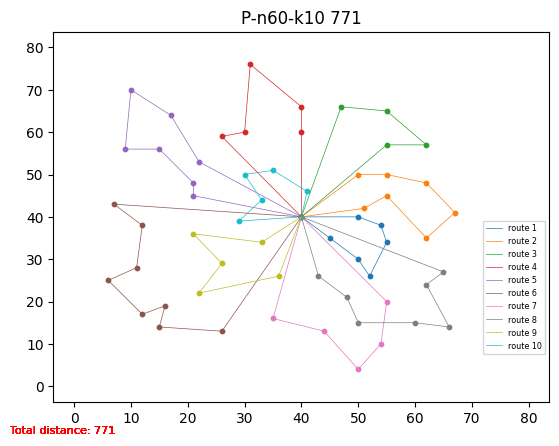 P-n60-k10 771
80
70
60
50
40
30
20
10
0
route 1
route 2
route 3
route 4
route 5
route 6
route 7
route 8
route 9
route 10
0 10 20 30 40 50 60 70 80
Total distance: 771